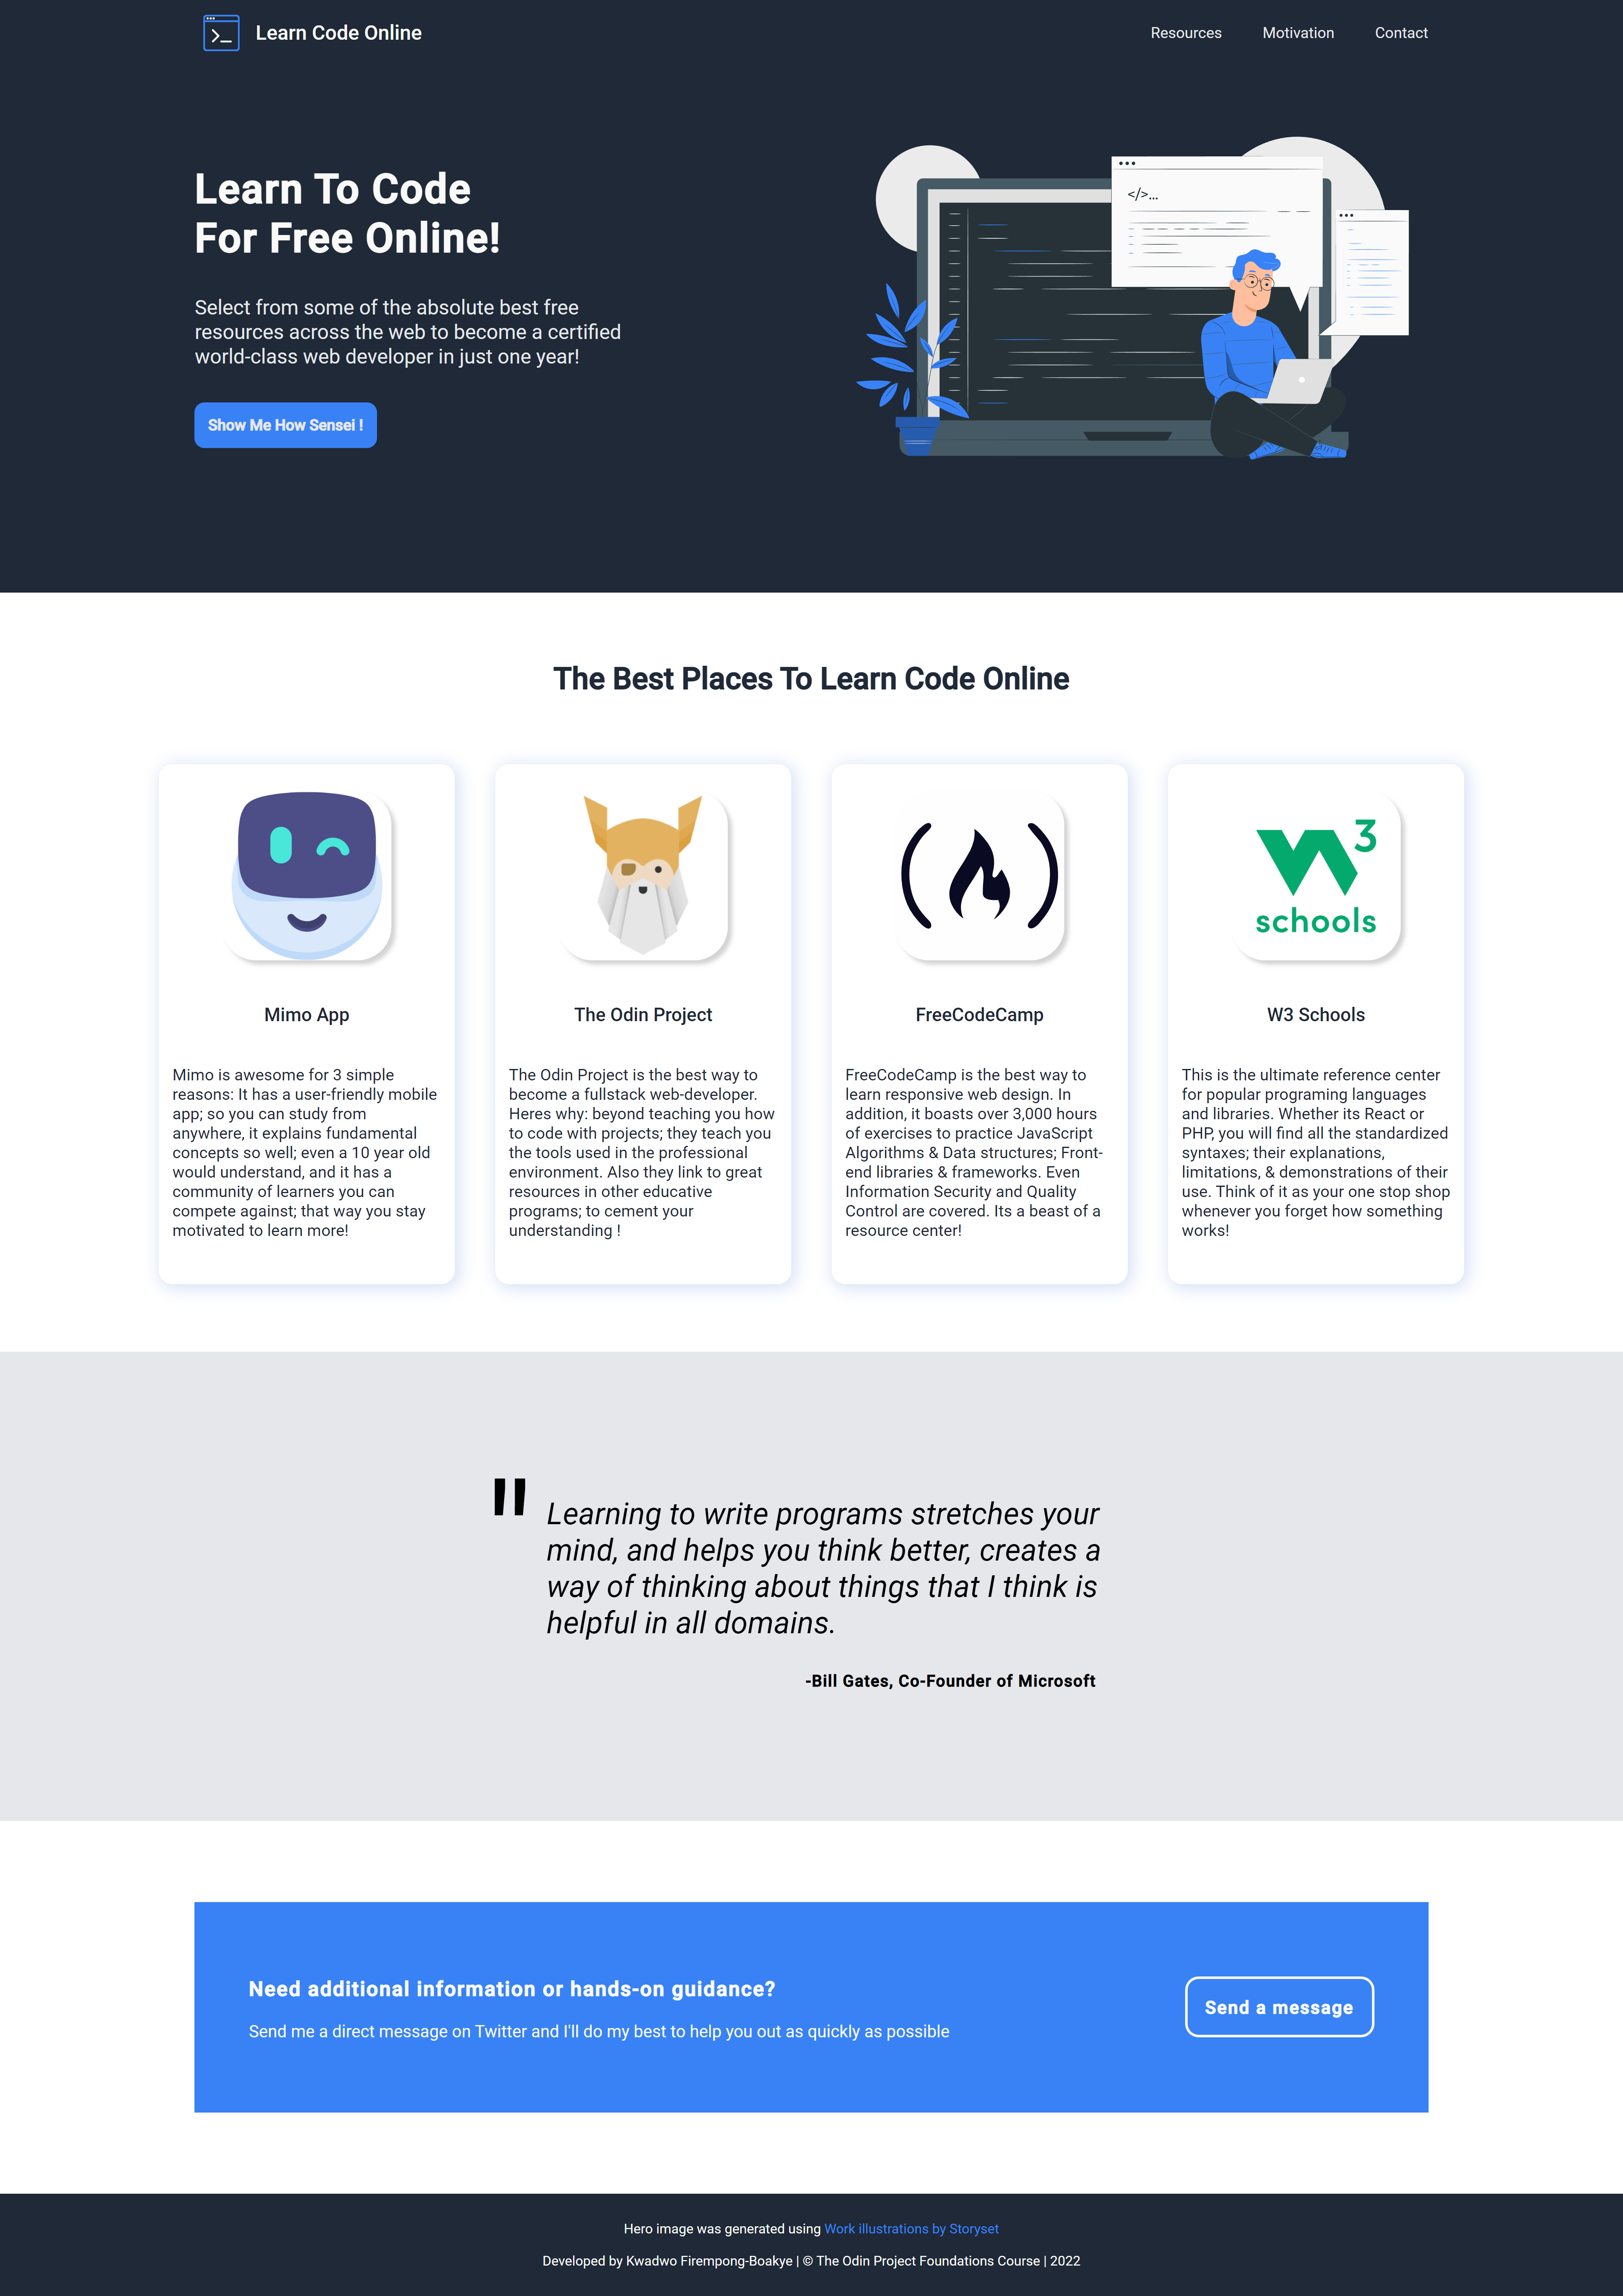 Learn Code Online
Resources
Motivation
Contact
Learn To Code
For Free Online!
Select from some of the absolute best free
resources across the web to become a certified
world-class web developer in just one year!
Show Me How Sensei !
</>...
The Best Places To Learn Code Online
W3
schools
Mimo App
Mimo is awesome for 3 simple
reasons: It has a user-friendly mobile
app; so you can study from
anywhere, it explains fundamental
concepts so well; even a 10 year old
would understand, and it has a
community of learners you can
compete against; that way you stay
motivated to learn more!
The Odin Project
The Odin Project is the best way to
become a fullstack web-developer.
Heres why: beyond teaching you how
to code with projects; they teach you
the tools used in the professional
environment. Also they link to great
resources in other educative
programs; to cement your
understanding !
FreeCodeCamp
FreeCodeCamp is the best way to
learn responsive web design. In
addition, it boasts over 3,000 hours
of exercises to practice JavaScript
Algorithms & Data structures; Front-
end libraries & frameworks. Even
Information Security and Quality
Control are covered. Its a beast of a
resource center!
W3 Schools
This is the ultimate reference center
for popular programing languages
and libraries. Whether its React or
PHP, you will find all the standardized
syntaxes; their explanations,
limitations, & demonstrations of their
use. Think of it as your one stop shop
whenever you forget how something
works!
"
Learning to write programs stretches your
mind, and helps you think better, creates a
way of thinking about things that I think is
helpful in all domains.
-Bill Gates, Co-Founder of Microsoft
Need additional information or hands-on guidance?
Send me a direct message on Twitter and I'll do my best to help you out as quickly as possible
Send a message
Hero image was generated using Work illustrations by Storyset
Developed by Kwadwo Firempong-Boakye | © The Odin Project Foundations Course | 2022